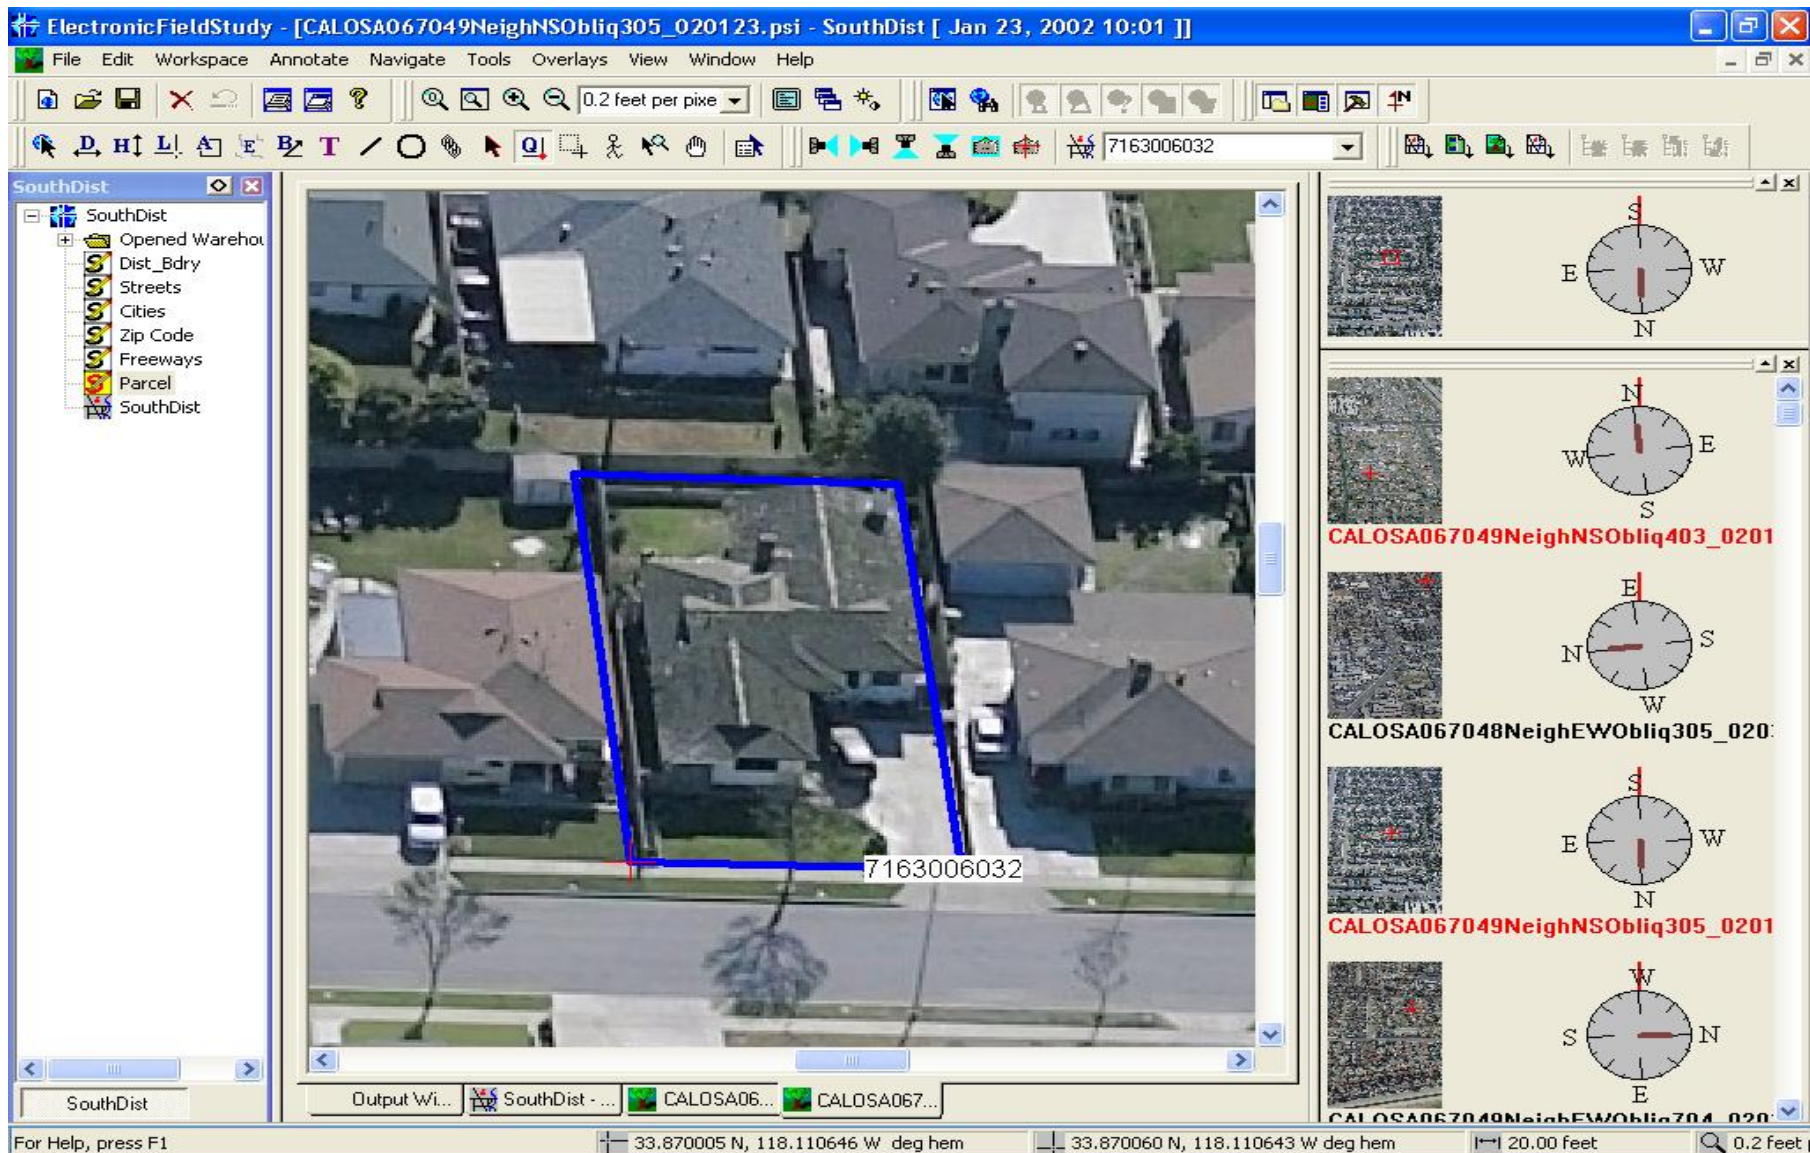 ElectronicFieldStudy - [CALOSA067049NeighNSObliq305_020123.psi - SouthDist [ Jan 23, 2002 10:01 ]]
File Edit Workspace Annotate Navigate Tools Overlays View Window Help
0.2 feet per pixe
7163006032
SouthDist
SouthDist
Opened Warehou
Dist_Bdry
Streets
Cities
Zip Code
Freeways
Parcel
SouthDist
SouthDist
7163006032
S
E W
N
N
W E
S
CALOSA067049NeighNSObliq403_0201
E
N S
W
CALOSA067048NeighEWObliq305_020
S
E W
N
CALOSA067049NeighNSObliq305_0201
W
S N
E
CALOSA067049NeighEWObliq704_020
Output Wi... SouthDist - ... CALOSA06... CALOSA067...
For Help, press F1 33.870005 N, 118.110646 W deg hem 33.870060 N, 118.110643 W deg hem 20.00 feet 0.2 feet